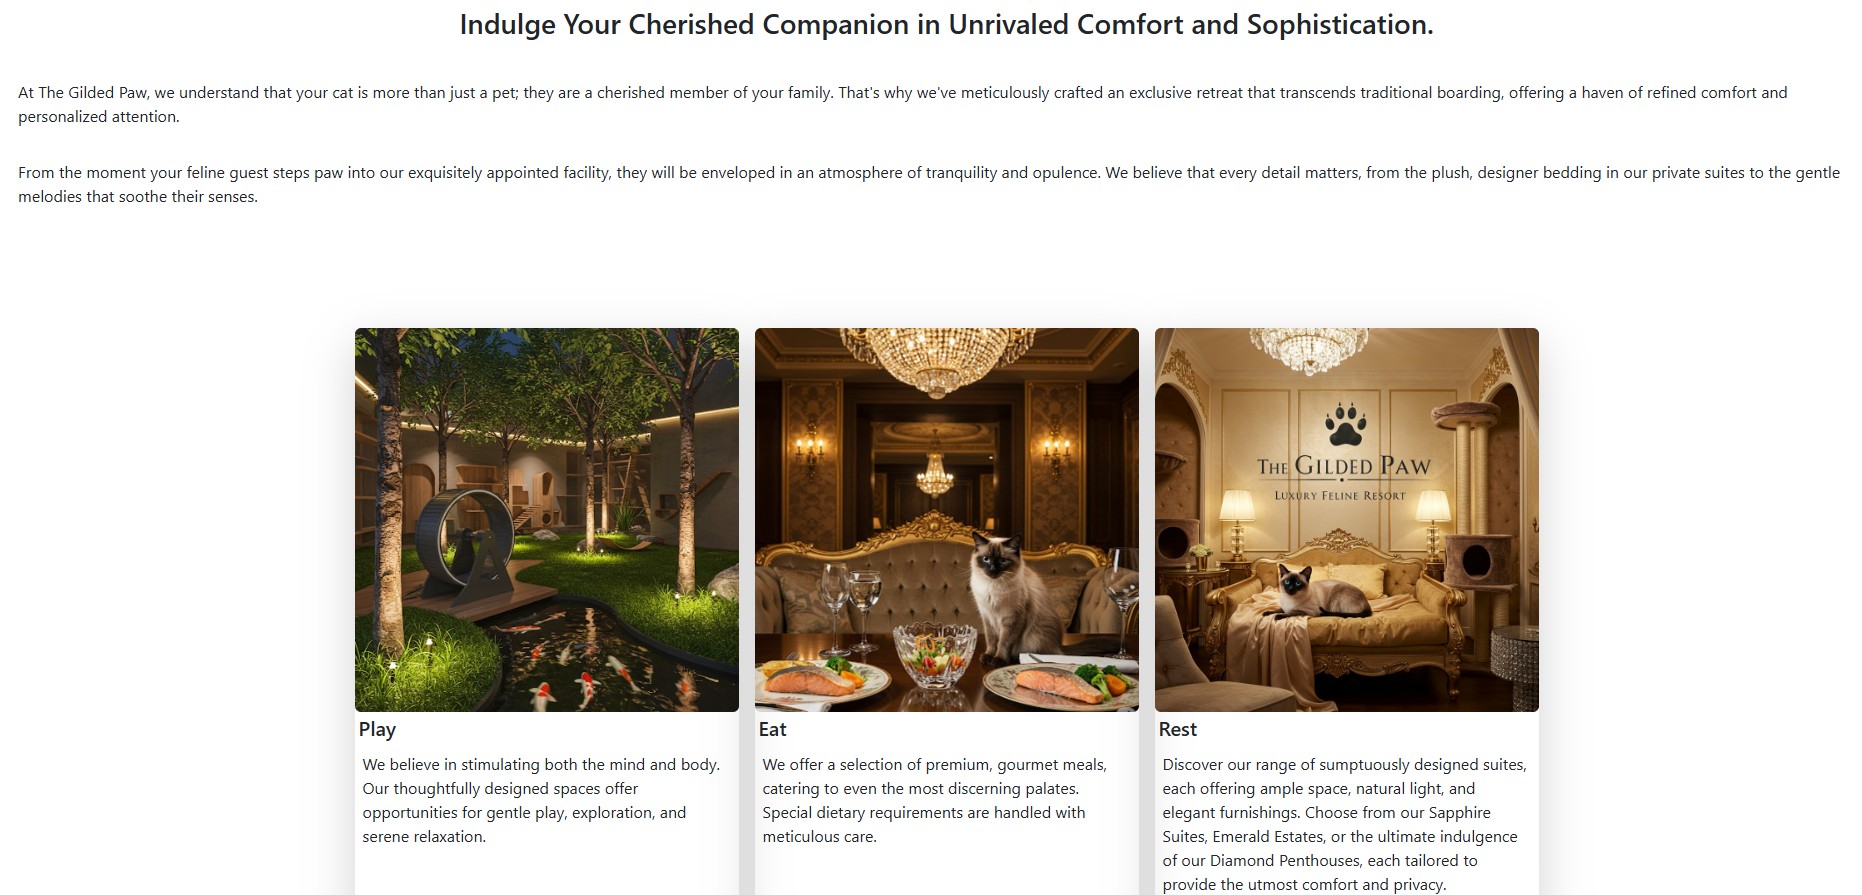 Indulge Your Cherished Companion in Unrivaled Comfort and Sophistication.
At The Gilded Paw, we understand that your cat is more than just a pet; they are a cherished member of your family. That's why we've meticulously crafted an exclusive retreat that transcends traditional boarding, offering a haven of refined comfort and
personalized attention.
From the moment your feline guest steps paw into our exquisitely appointed facility, they will be enveloped in an atmosphere of tranquility and opulence. We believe that every detail matters, from the plush, designer bedding in our private suites to the gentle
melodies that soothe their senses.
The Gilded Paw
Luxury Feline Resort
Play
We believe in stimulating both the mind and body.
Our thoughtfully designed spaces offer
opportunities for gentle play, exploration, and
serene relaxation.
Eat
We offer a selection of premium, gourmet meals,
catering to even the most discerning palates.
Special dietary requirements are handled with
meticulous care.
Rest
Discover our range of sumptuously designed suites,
each offering ample space, natural light, and
elegant furnishings. Choose from our Sapphire
Suites, Emerald Estates, or the ultimate indulgence
of our Diamond Penthouses, each tailored to
provide the utmost comfort and privacy.